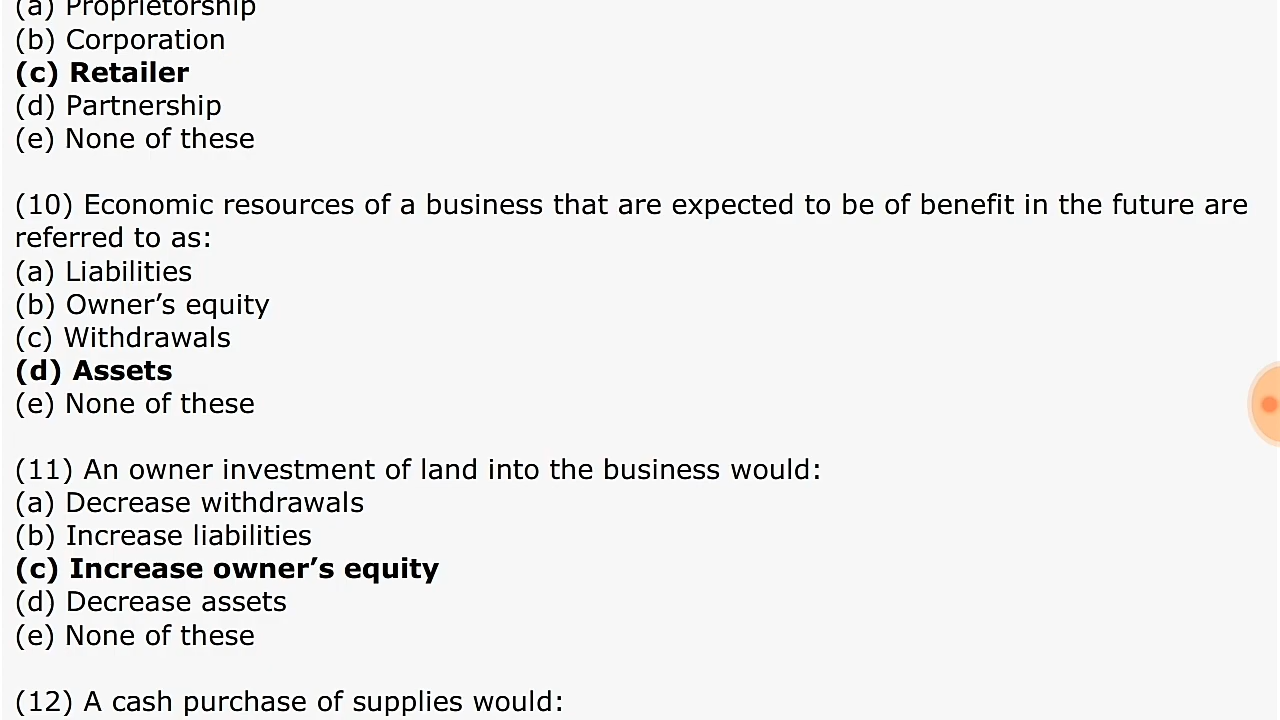 (a) Proprietorship
(b) Corporation
(c) Retailer
(d) Partnership
(e) None of these
(10) Economic resources of a business that are expected to be of benefit in the future are
referred to as:
(a) Liabilities
(b) Owner’s equity
(c) Withdrawals
(d) Assets
(e) None of these
(11) An owner investment of land into the business would:
(a) Decrease withdrawals
(b) Increase liabilities
(c) Increase owner’s equity
(d) Decrease assets
(e) None of these
(12) A cash purchase of supplies would: